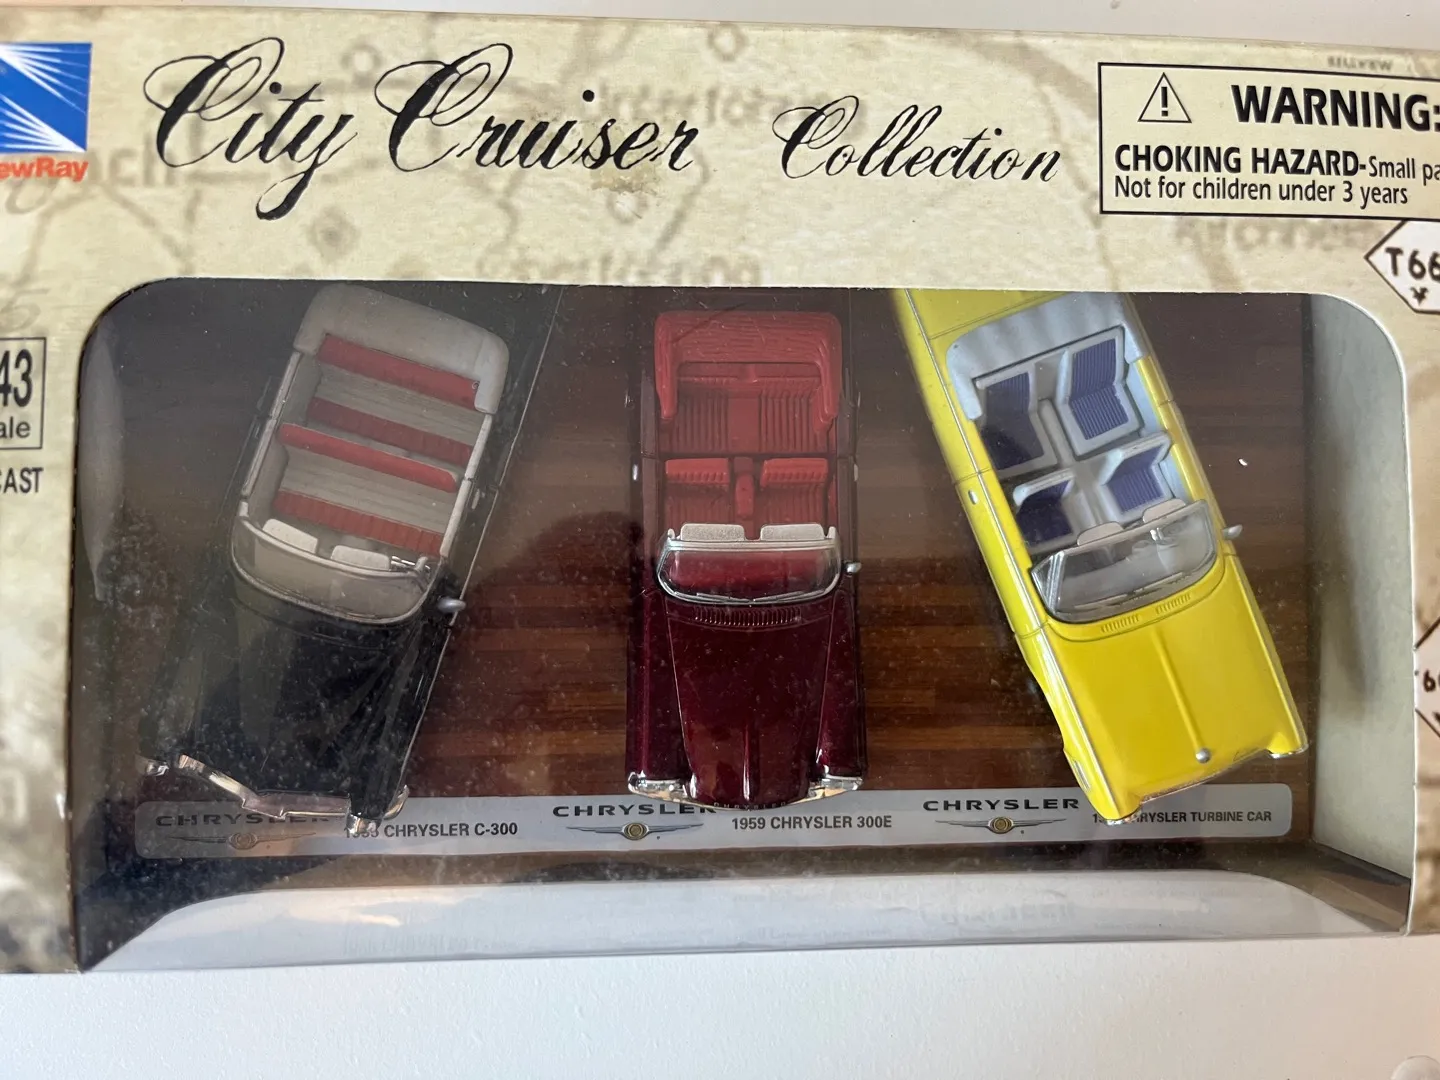 City Cruiser Collection
ewRay
WARNING:
CHOKING HAZARD-Small pa
Not for children under 3 years
T66
43
ale
CAST
CHRYSLER
CHRYSLER C-300
CHRYSLER
1959 CHRYSLER 300E
CHRYSLER
RYSLER TURBINE CAR